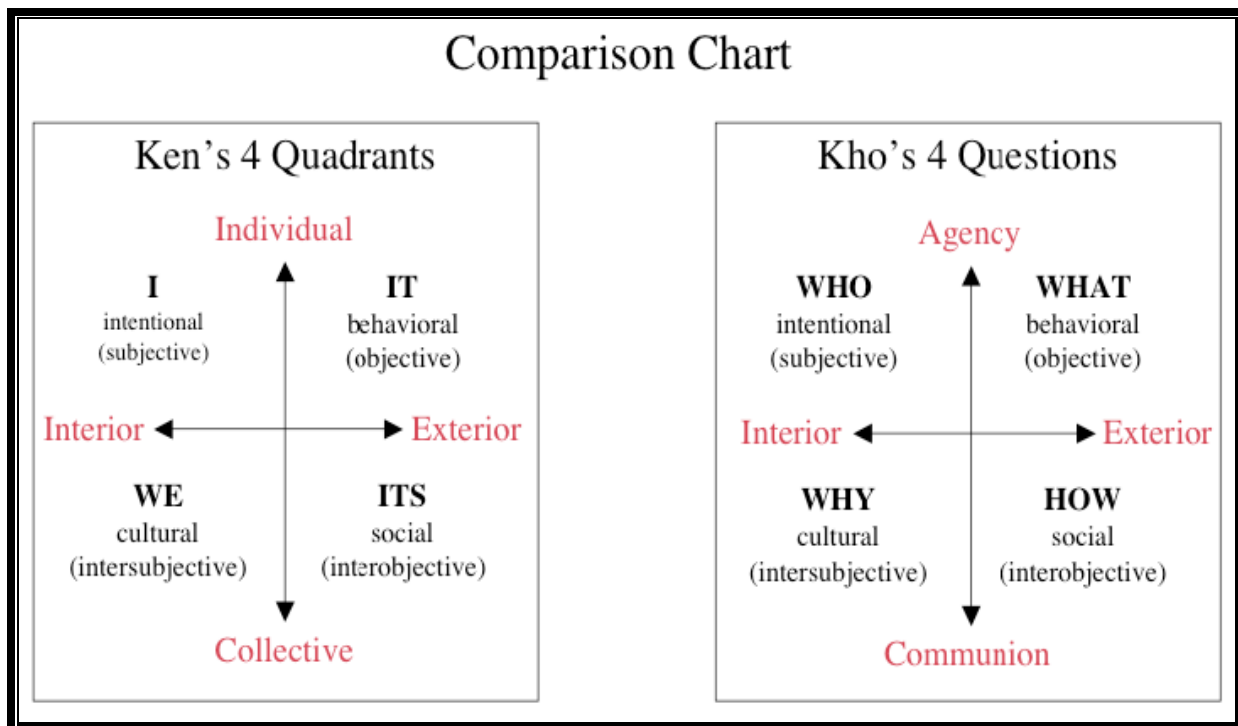 Comparison Chart
Ken's 4 Quadrants
Individual
I
intentional
(subjective)
IT
behavioral
(objective)
Interior
Exterior
WE
cultural
(intersubjective)
ITS
social
(interobjective)
Collective
Kho's 4 Questions
Agency
WHO
intentional
(subjective)
WHAT
behavioral
(objective)
Interior
Exterior
WHY
cultural
(intersubjective)
HOW
social
(interobjective)
Communion